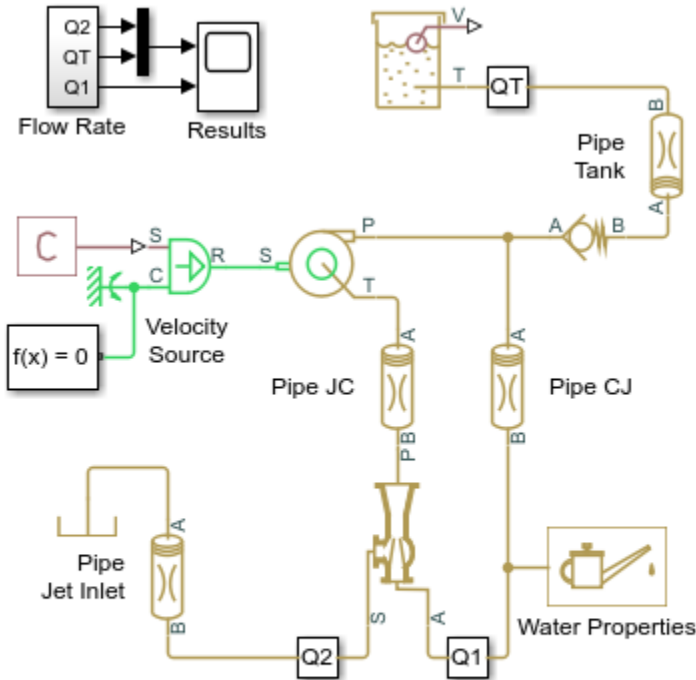 Q2
QT
Q1
Flow Rate
Results
V
T
QT
B
Pipe
Tank
A
C
S
C
R
S
P
T
A
B
Velocity
Source
f(x) = 0
A
Pipe JC
B
P
A
Pipe CJ
B
Pipe
Jet Inlet
A
B
Q2
S
A
Q1
Water Properties